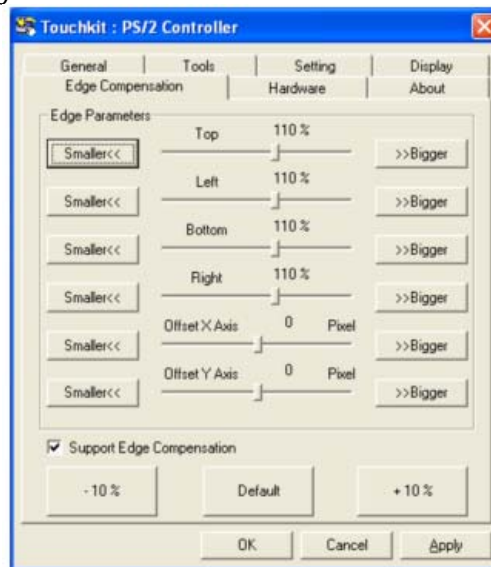 Touchkit : PS/2 Controller
General Tools Setting Display
Edge Compensation Hardware About
Edge Parameters
Top 110 %
Smaller<< >>Bigger
Left 110 %
Smaller<< >>Bigger
Bottom 110 %
Smaller<< >>Bigger
Right 110 %
Smaller<< >>Bigger
Offset X Axis 0 Pixel
Smaller<< >>Bigger
Offset Y Axis 0 Pixel
Smaller<< >>Bigger
Support Edge Compensation
- 10 % Default + 10 %
OK Cancel Apply